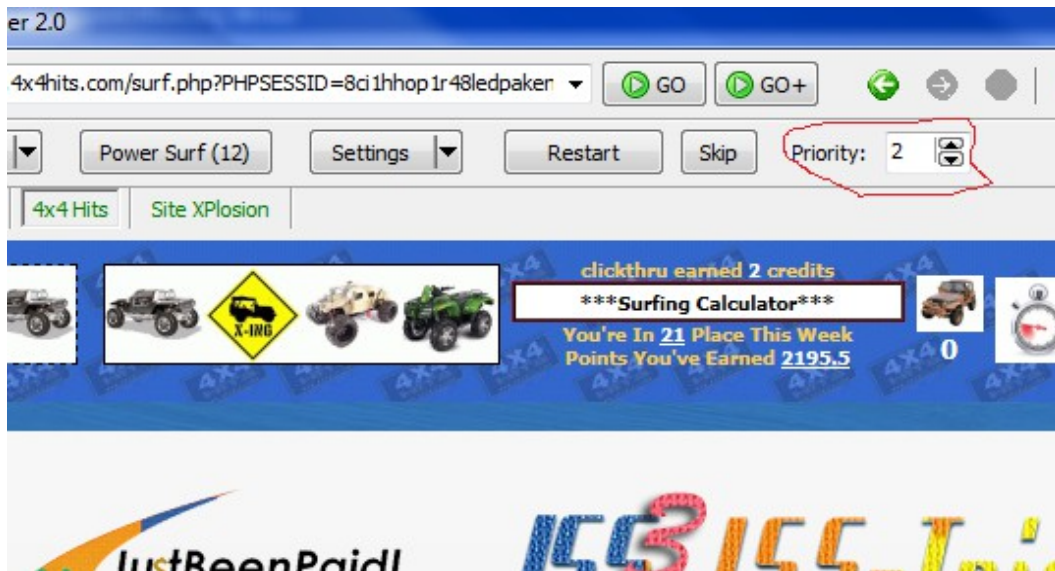 er 2.0
4x4hits.com/surf.php?PHPSESSID=8ci1hhop1r48ledpaken
GO
GO+
Power Surf (12)
Settings
Restart
Skip
Priority: 2
4x4 Hits
Site XPlosion
X-ING
clickthru earned 2 credits
***Surfing Calculator***
You're In 21 Place This Week
Points You've Earned 2195.5
0
4X4
JustBeenPaid!